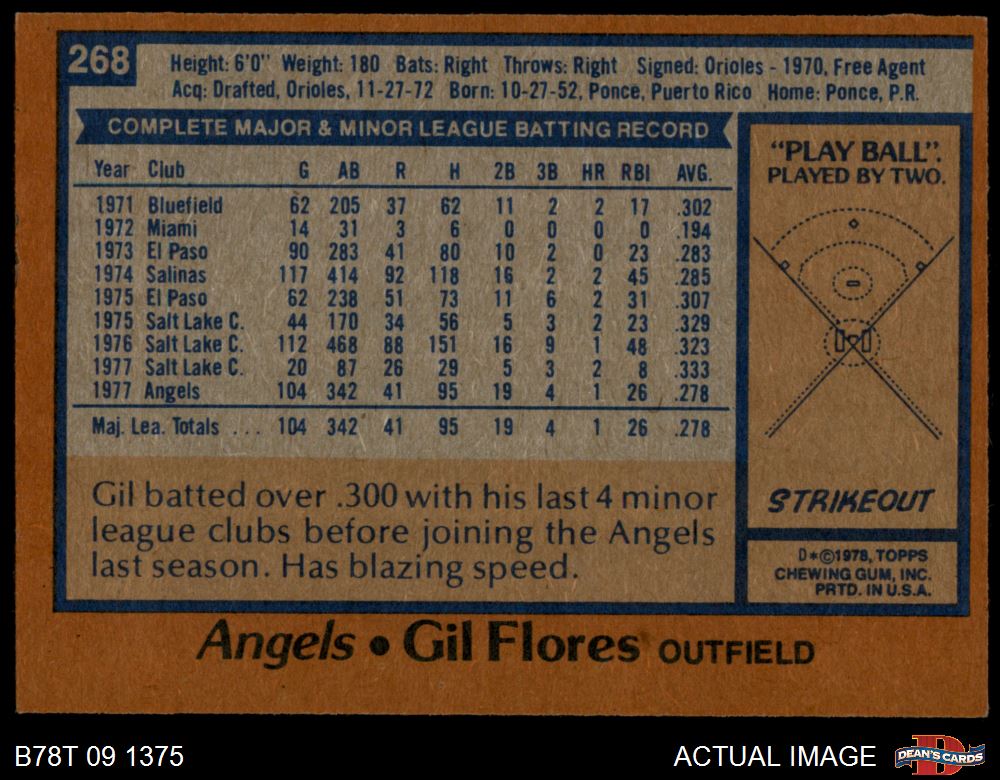 268
Height: 6'0" Weight: 180 Bats: Right Throws: Right Signed: Orioles - 1970, Free Agent
Acq: Drafted, Orioles, 11-27-72 Born: 10-27-52, Ponce, Puerto Rico Home: Ponce, P.R.
COMPLETE MAJOR & MINOR LEAGUE BATTING RECORD
Year Club G AB R H 2B 3B HR RBI AVG.
1971 Bluefield 62 205 37 62 11 2 2 17 .302
1972 Miami 14 31 3 6 0 0 0 0 .194
1973 El Paso 90 283 41 80 10 2 0 23 .283
1974 Salinas 117 414 92 118 16 2 2 45 .285
1975 El Paso 62 238 51 73 11 6 2 31 .307
1975 Salt Lake C. 44 170 34 56 5 3 2 23 .329
1976 Salt Lake C. 112 468 88 151 16 9 1 48 .323
1977 Salt Lake C. 20 87 26 29 5 3 2 8 .333
1977 Angels 104 342 41 95 19 4 1 26 .278
Maj. Lea. Totals ... 104 342 41 95 19 4 1 26 .278
Gil batted over .300 with his last 4 minor
league clubs before joining the Angels
last season. Has blazing speed.
"PLAY BALL".
PLAYED BY TWO.
STRIKEOUT
D*©1978, TOPPS
CHEWING GUM, INC.
PRTD. IN U.S.A.
Angels • Gil Flores OUTFIELD
B78T 09 1375
ACTUAL IMAGE
DEAN'S CARDS